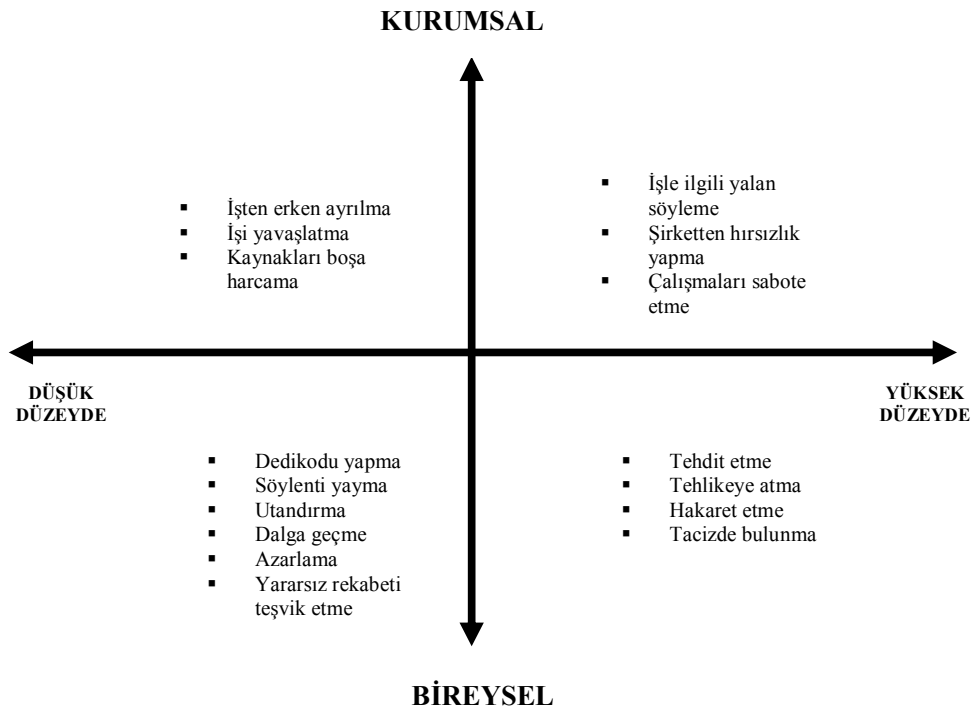 KURUMSAL
▪ İşten erken ayrılma
▪ İşi yavaşlatma
▪ Kaynakları boşa
harcama
▪ İşle ilgili yalan
söyleme
▪ Şirketten hırsızlık
yapma
▪ Çalışmaları sabote
etme
DÜŞÜK
DÜZEYDE
YÜKSEK
DÜZEYDE
▪ Dedikodu yapma
▪ Söylenti yayma
▪ Utandırma
▪ Dalga geçme
▪ Azarlama
▪ Yararsız rekabeti
teşvik etme
▪ Tehdit etme
▪ Tehlikeye atma
▪ Hakaret etme
▪ Tacizde bulunma
BİREYSEL